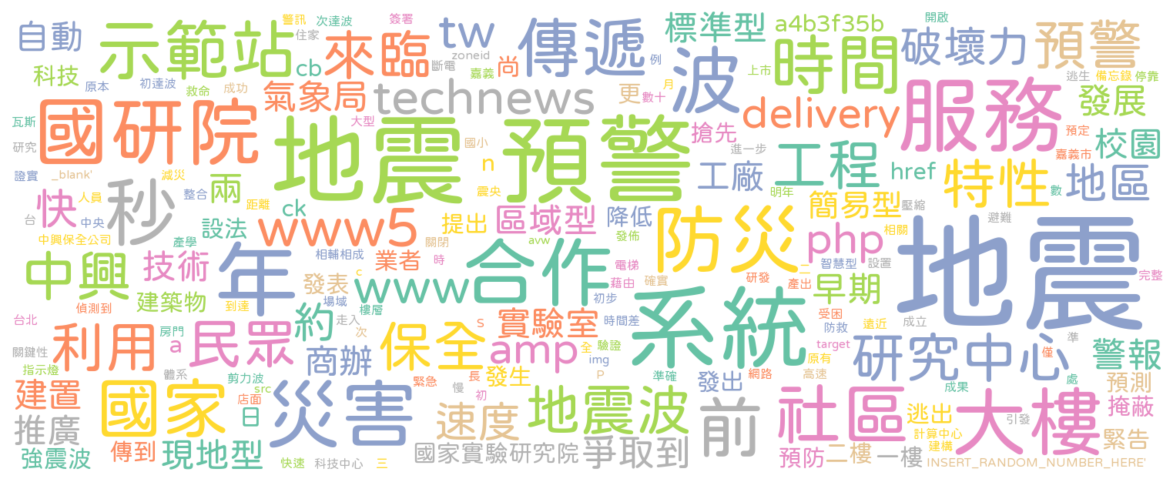 自動
示範站
警訊
次達波
簽署
住家
cb
來臨
tw
zoneid
斷電
嘉義
尚
傳遞
例
波
標準型
a4b3f35b
上市
時間
開啟
破壞力
逃生
備忘錄
停靠
預警
科技
原本
初達波
救命
成功
氣象局
technews
更
月
數十
delivery
服務
發展
瓦斯
國研院
地震預警
大型
國小
搶先
進一步
預定
嘉義市
校園
研究
證實
_blank'
減災
n
工廠
工程
href
特性
數
地區
快
人員
秒
整合
兩
距離
震央
明年
台
中央
中興保全公司
設法
ck
www5
提出
區域型
降低
防災
簡易型
壓縮
避難
地震
產學
關閉
avw
發佈
php
相關
中興
技術
年
相輔相成
業者
時
www
合作
電梯
確實
智慧型
設置
完整
建築物
偵測到
到達
發表
場域
c
樓層
藉由
初步
系統
研發
二
產出
早期
台北
利用
房門
民眾
約
走入
次
保全
s
實驗室
時間差
受困
防救
遠近
成立
準
關鍵性
指示燈
體系
a
商辦
amp
全
驗證
img
target
原有
研究中心
僅
警報
建置
國家
剪力波
src
店面
日
災害
緊急
慢
長
初
發生
P
速度
地震波
準確
網路
發出
高速
社區
成果
大樓
處
預測
掩蔽
逃出
計算中心
建構
引發
緊告
推廣
強震波
傳到
現地型
快速
科技中心
三
國家實驗研究院
爭取到
前
預防
二樓
一樓
INSERT_RANDOM_NUMBER_HERE'